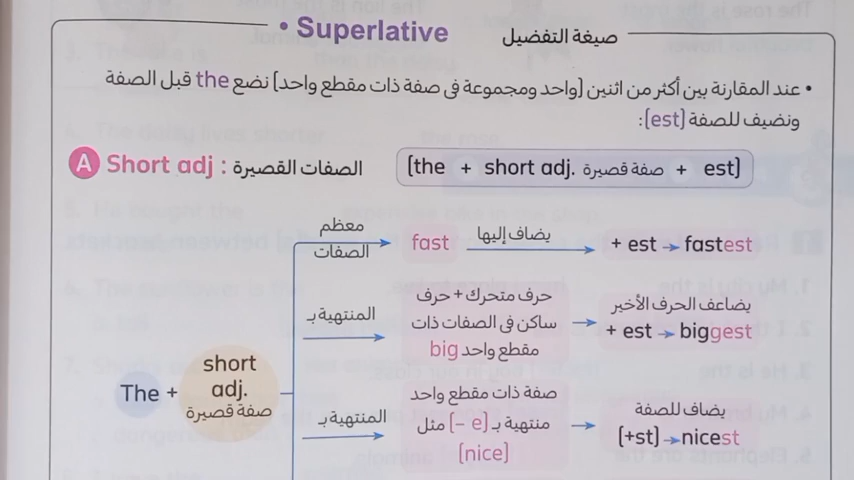 • Superlative صيغة التفضيل
• عند المقارنة بين أكثر من اثنين (واحد ومجموعة فى صفة ذات مقطع واحد) نضع the قبل الصفة
ونضيف للصفة (est):
A Short adj : الصفات القصيرة
(the + short adj. صفة قصيرة + est)
معظم
الصفات
fast
يضاف إليها
+ est → fastest
المنتهية بـ
حرف متحرك + حرف
ساكن فى الصفات ذات
مقطع واحد big
يضاعف الحرف الأخير
+ est → biggest
The +
short
adj.
صفة قصيرة
المنتهية بـ
صفة ذات مقطع واحد
منتهية بـ (- e) مثل
(nice)
يضاف للصفة
(+st) → nicest